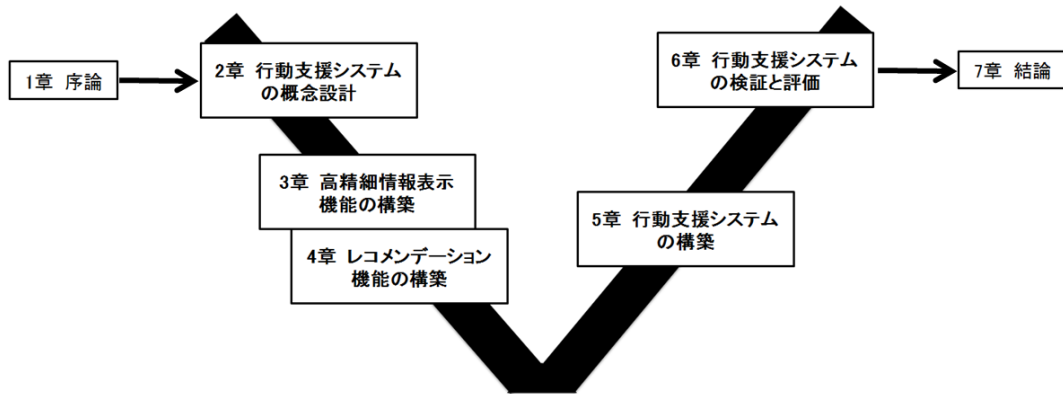 1章 序論
2章 行動支援システム
の概念設計
3章 高精細情報表示
機能の構築
4章 レコメンデーション
機能の構築
5章 行動支援システム
の構築
6章 行動支援システム
の検証と評価
7章 結論